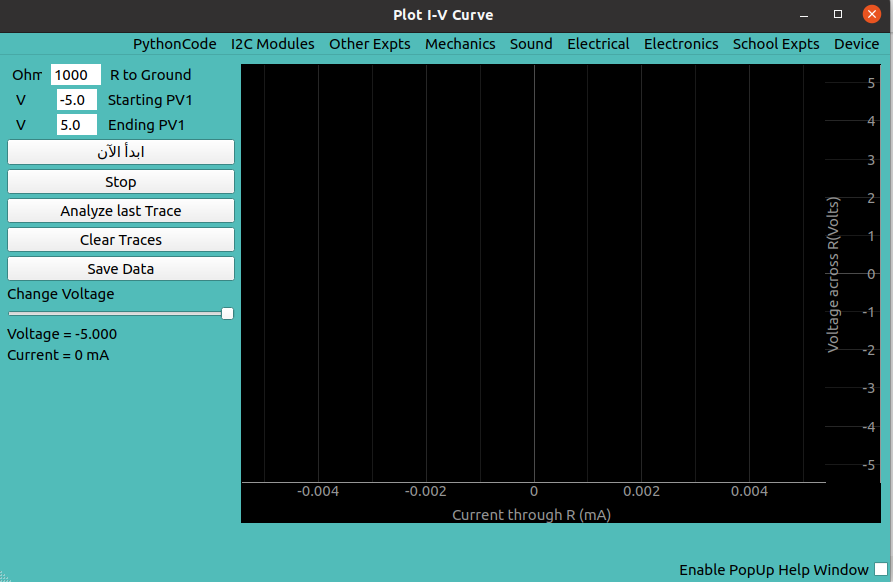 Plot I-V Curve
PythonCode I2C Modules Other Expts Mechanics Sound Electrical Electronics School Expts Device
Ohm 1000 R to Ground
V -5.0 Starting PV1
V 5.0 Ending PV1
ابدأ الآن
Stop
Analyze last Trace
Clear Traces
Save Data
Change Voltage
Voltage = -5.000
Current = 0 mA
5
4
3
2
1
0
-1
-2
-3
-4
-5
Voltage across R(Volts)
-0.004 -0.002 0 0.002 0.004
Current through R (mA)
Enable PopUp Help Window